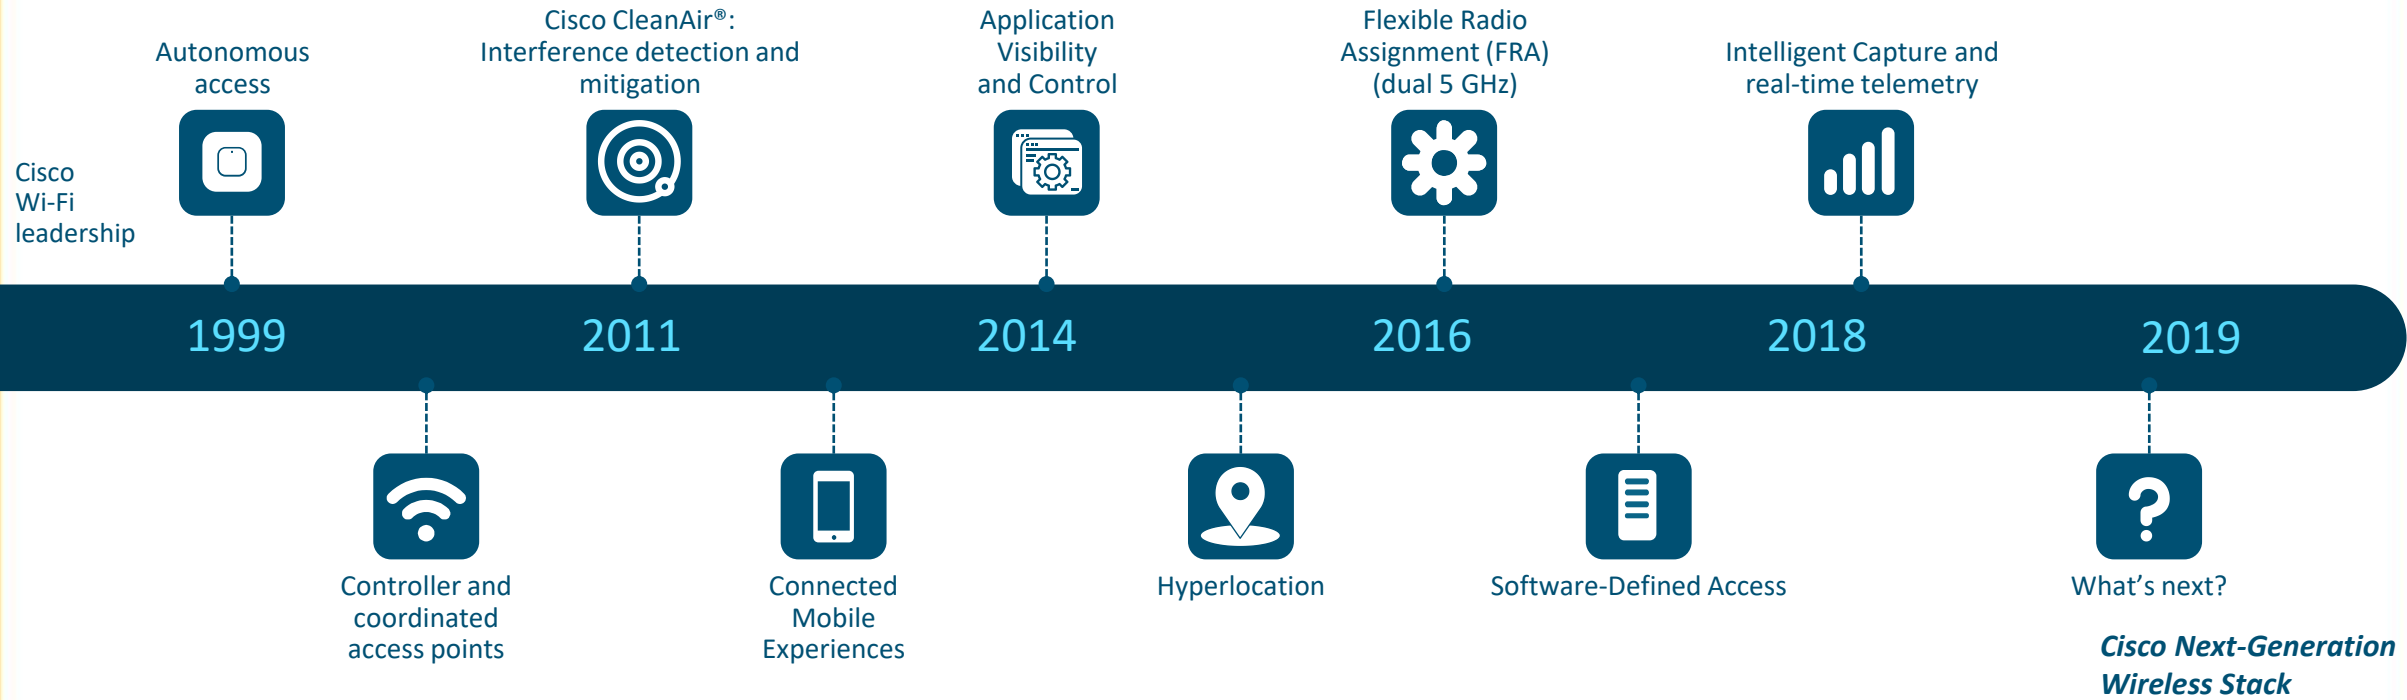 Autonomous
access
Cisco CleanAir®:
Interference detection and
mitigation
Application
Visibility
and Control
Flexible Radio
Assignment (FRA)
(dual 5 GHz)
Intelligent Capture and
real-time telemetry
Cisco
Wi-Fi
leadership
1999
2011
2014
2016
2018
2019
Controller and
coordinated
access points
Connected
Mobile
Experiences
Hyperlocation
Software-Defined Access
What’s next?
Cisco Next-Generation
Wireless Stack